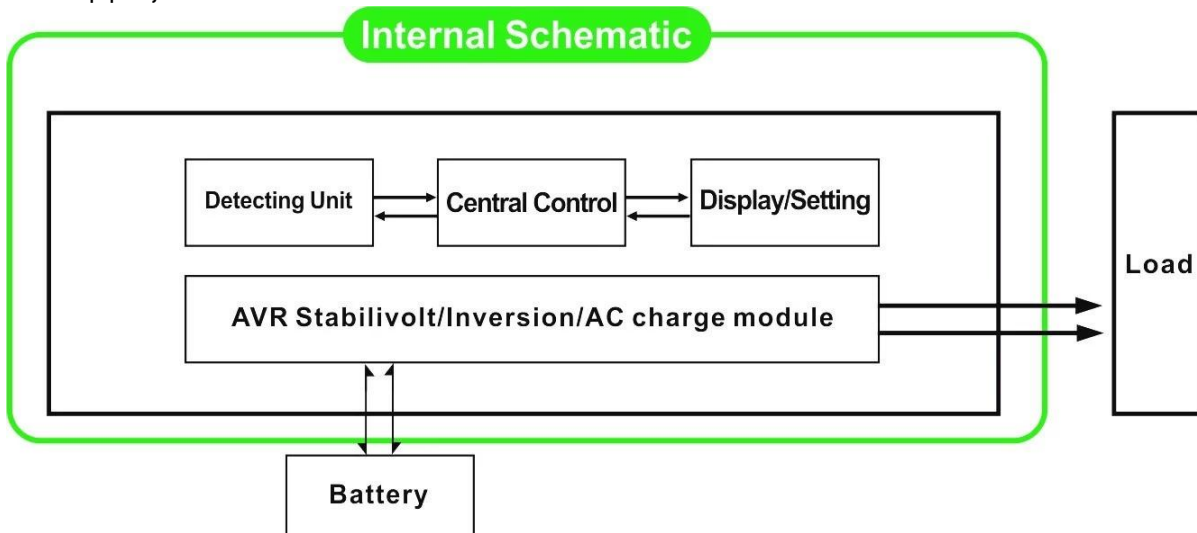 Internal Schematic
Detecting Unit
Central Control
Display/Setting
Load
AVR Stabilivolt/Inversion/AC charge module
Battery